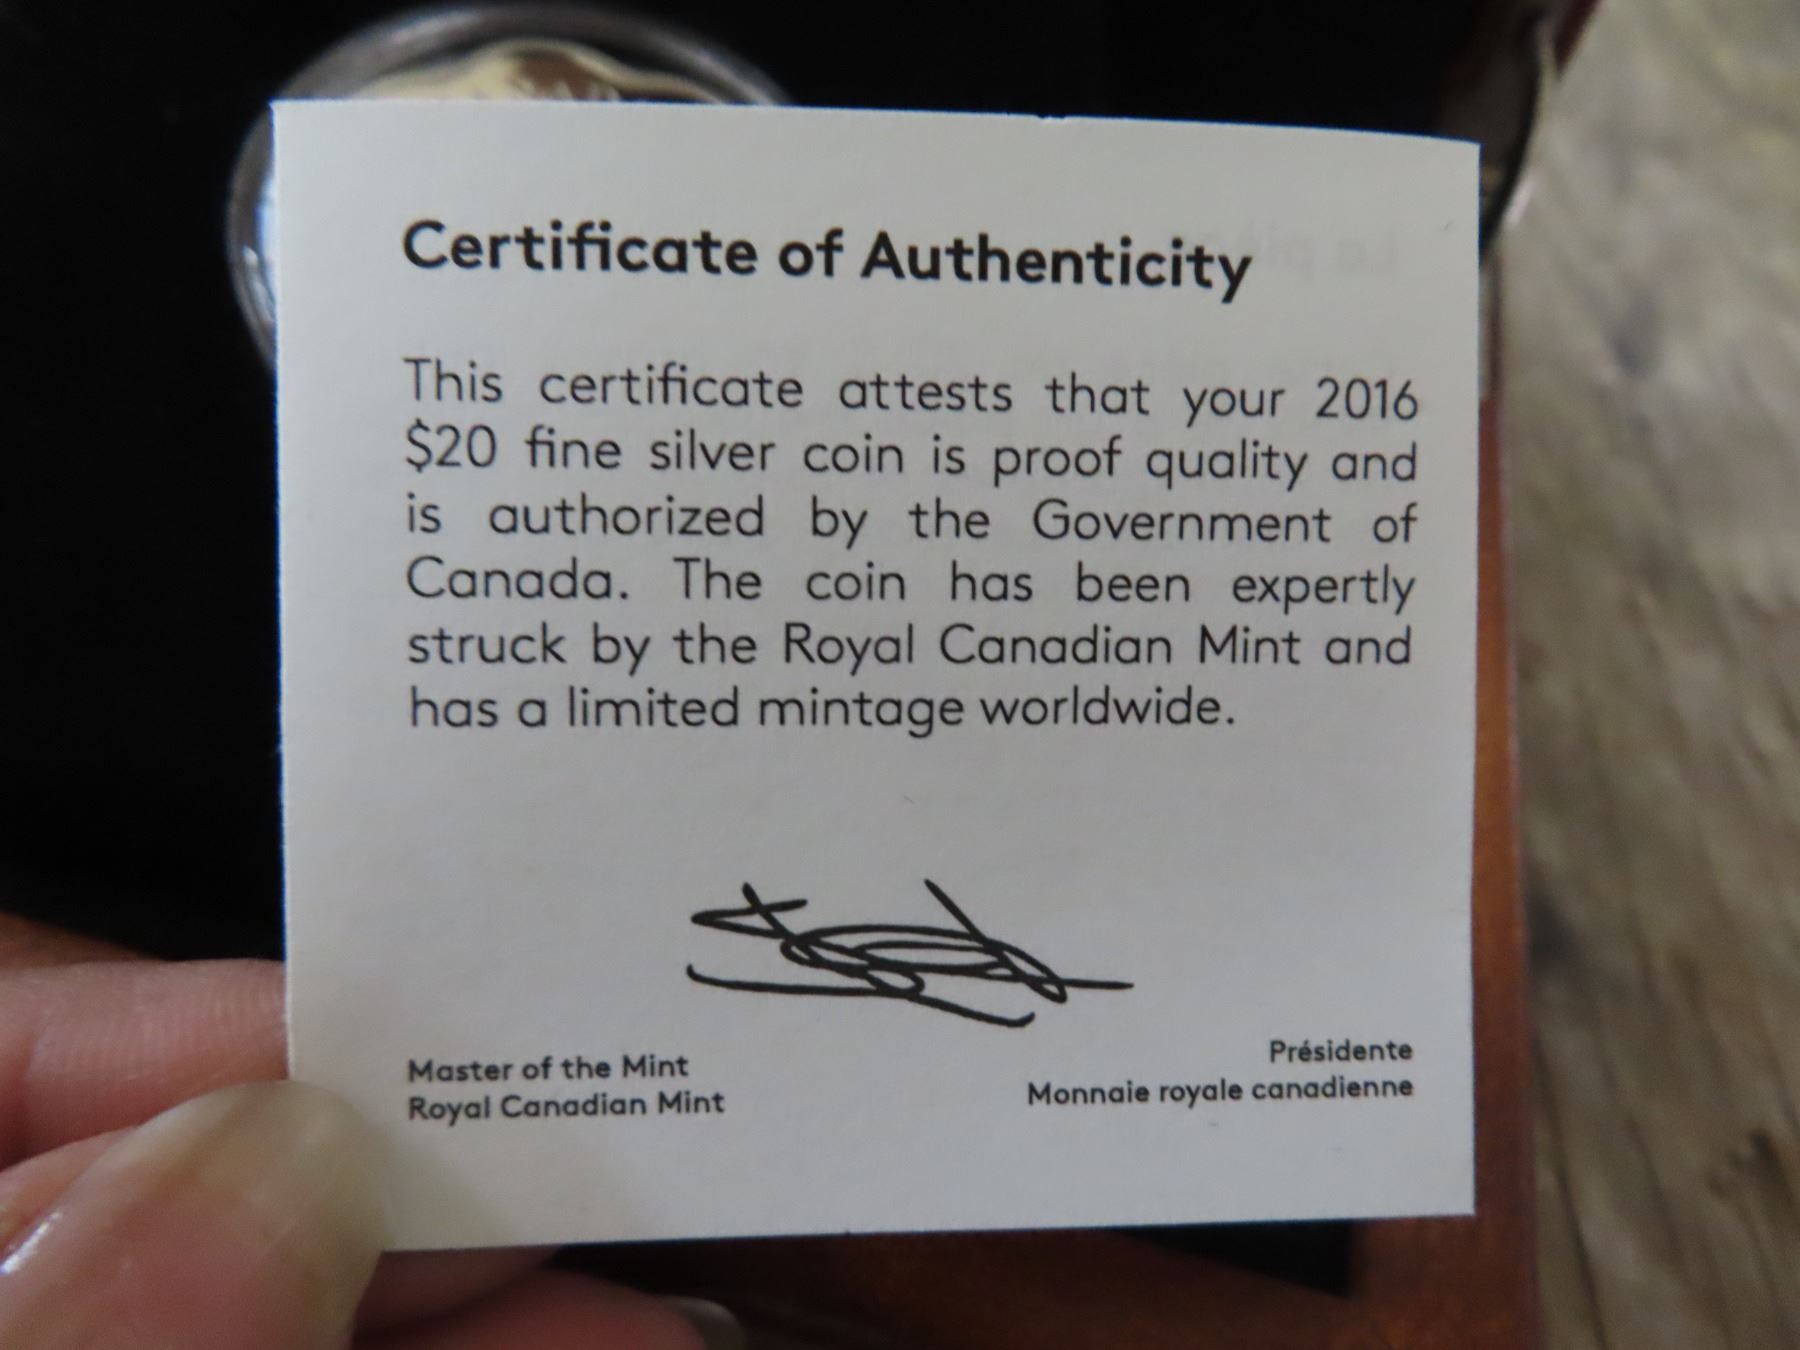 Certificate of Authenticity
This certificate attests that your 2016
$20 fine silver coin is proof quality and
is authorized by the Government of
Canada. The coin has been expertly
struck by the Royal Canadian Mint and
has a limited mintage worldwide.
Master of the Mint
Royal Canadian Mint
Présidente
Monnaie royale canadienne